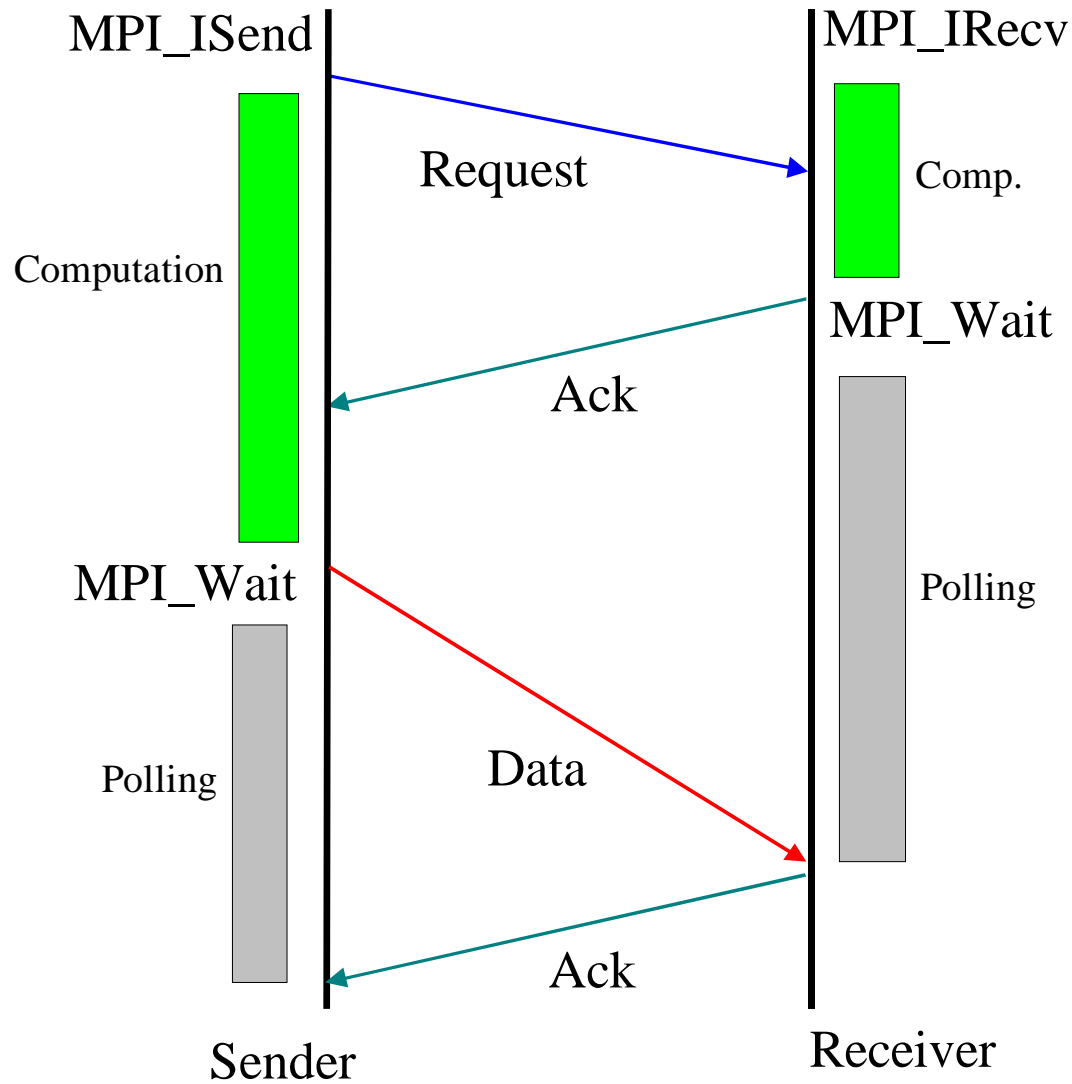 MPI_ISend
MPI_IRecv
Request
Comp.
Computation
MPI_Wait
Ack
MPI_Wait
Polling
Data
Polling
Ack
Sender
Receiver